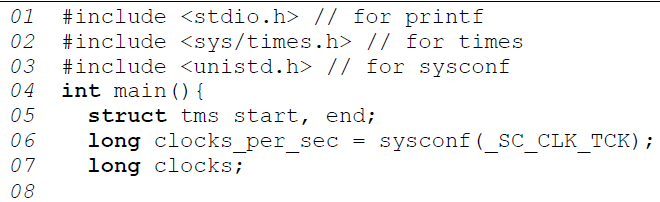 01 #include <stdio.h> // for printf
02 #include <sys/times.h> // for times
03 #include <unistd.h> // for sysconf
04 int main(){
05   struct tms start, end;
06   long clocks_per_sec = sysconf(_SC_CLK_TCK);
07   long clocks;
08